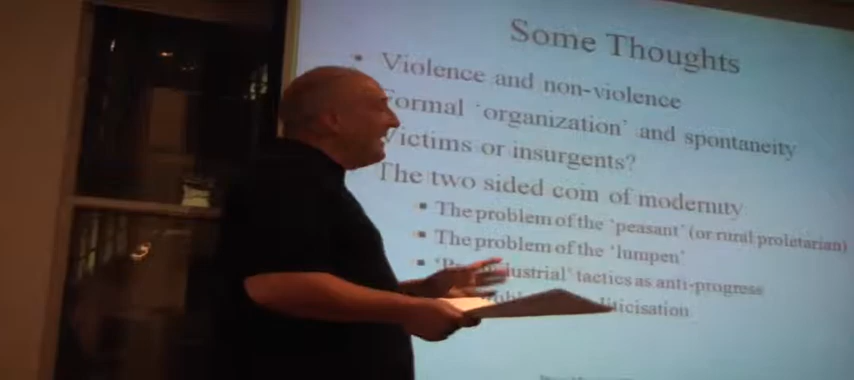 Some Thoughts
• Violence and non-violence
Formal 'organization' and spontaneity
Victims or insurgents?
The two sided coin of modernity
▪ The problem of the 'peasant' (or rural proletarian)
▪ The problem of the 'lumpen'
▪ industrial' tactics as anti-progress